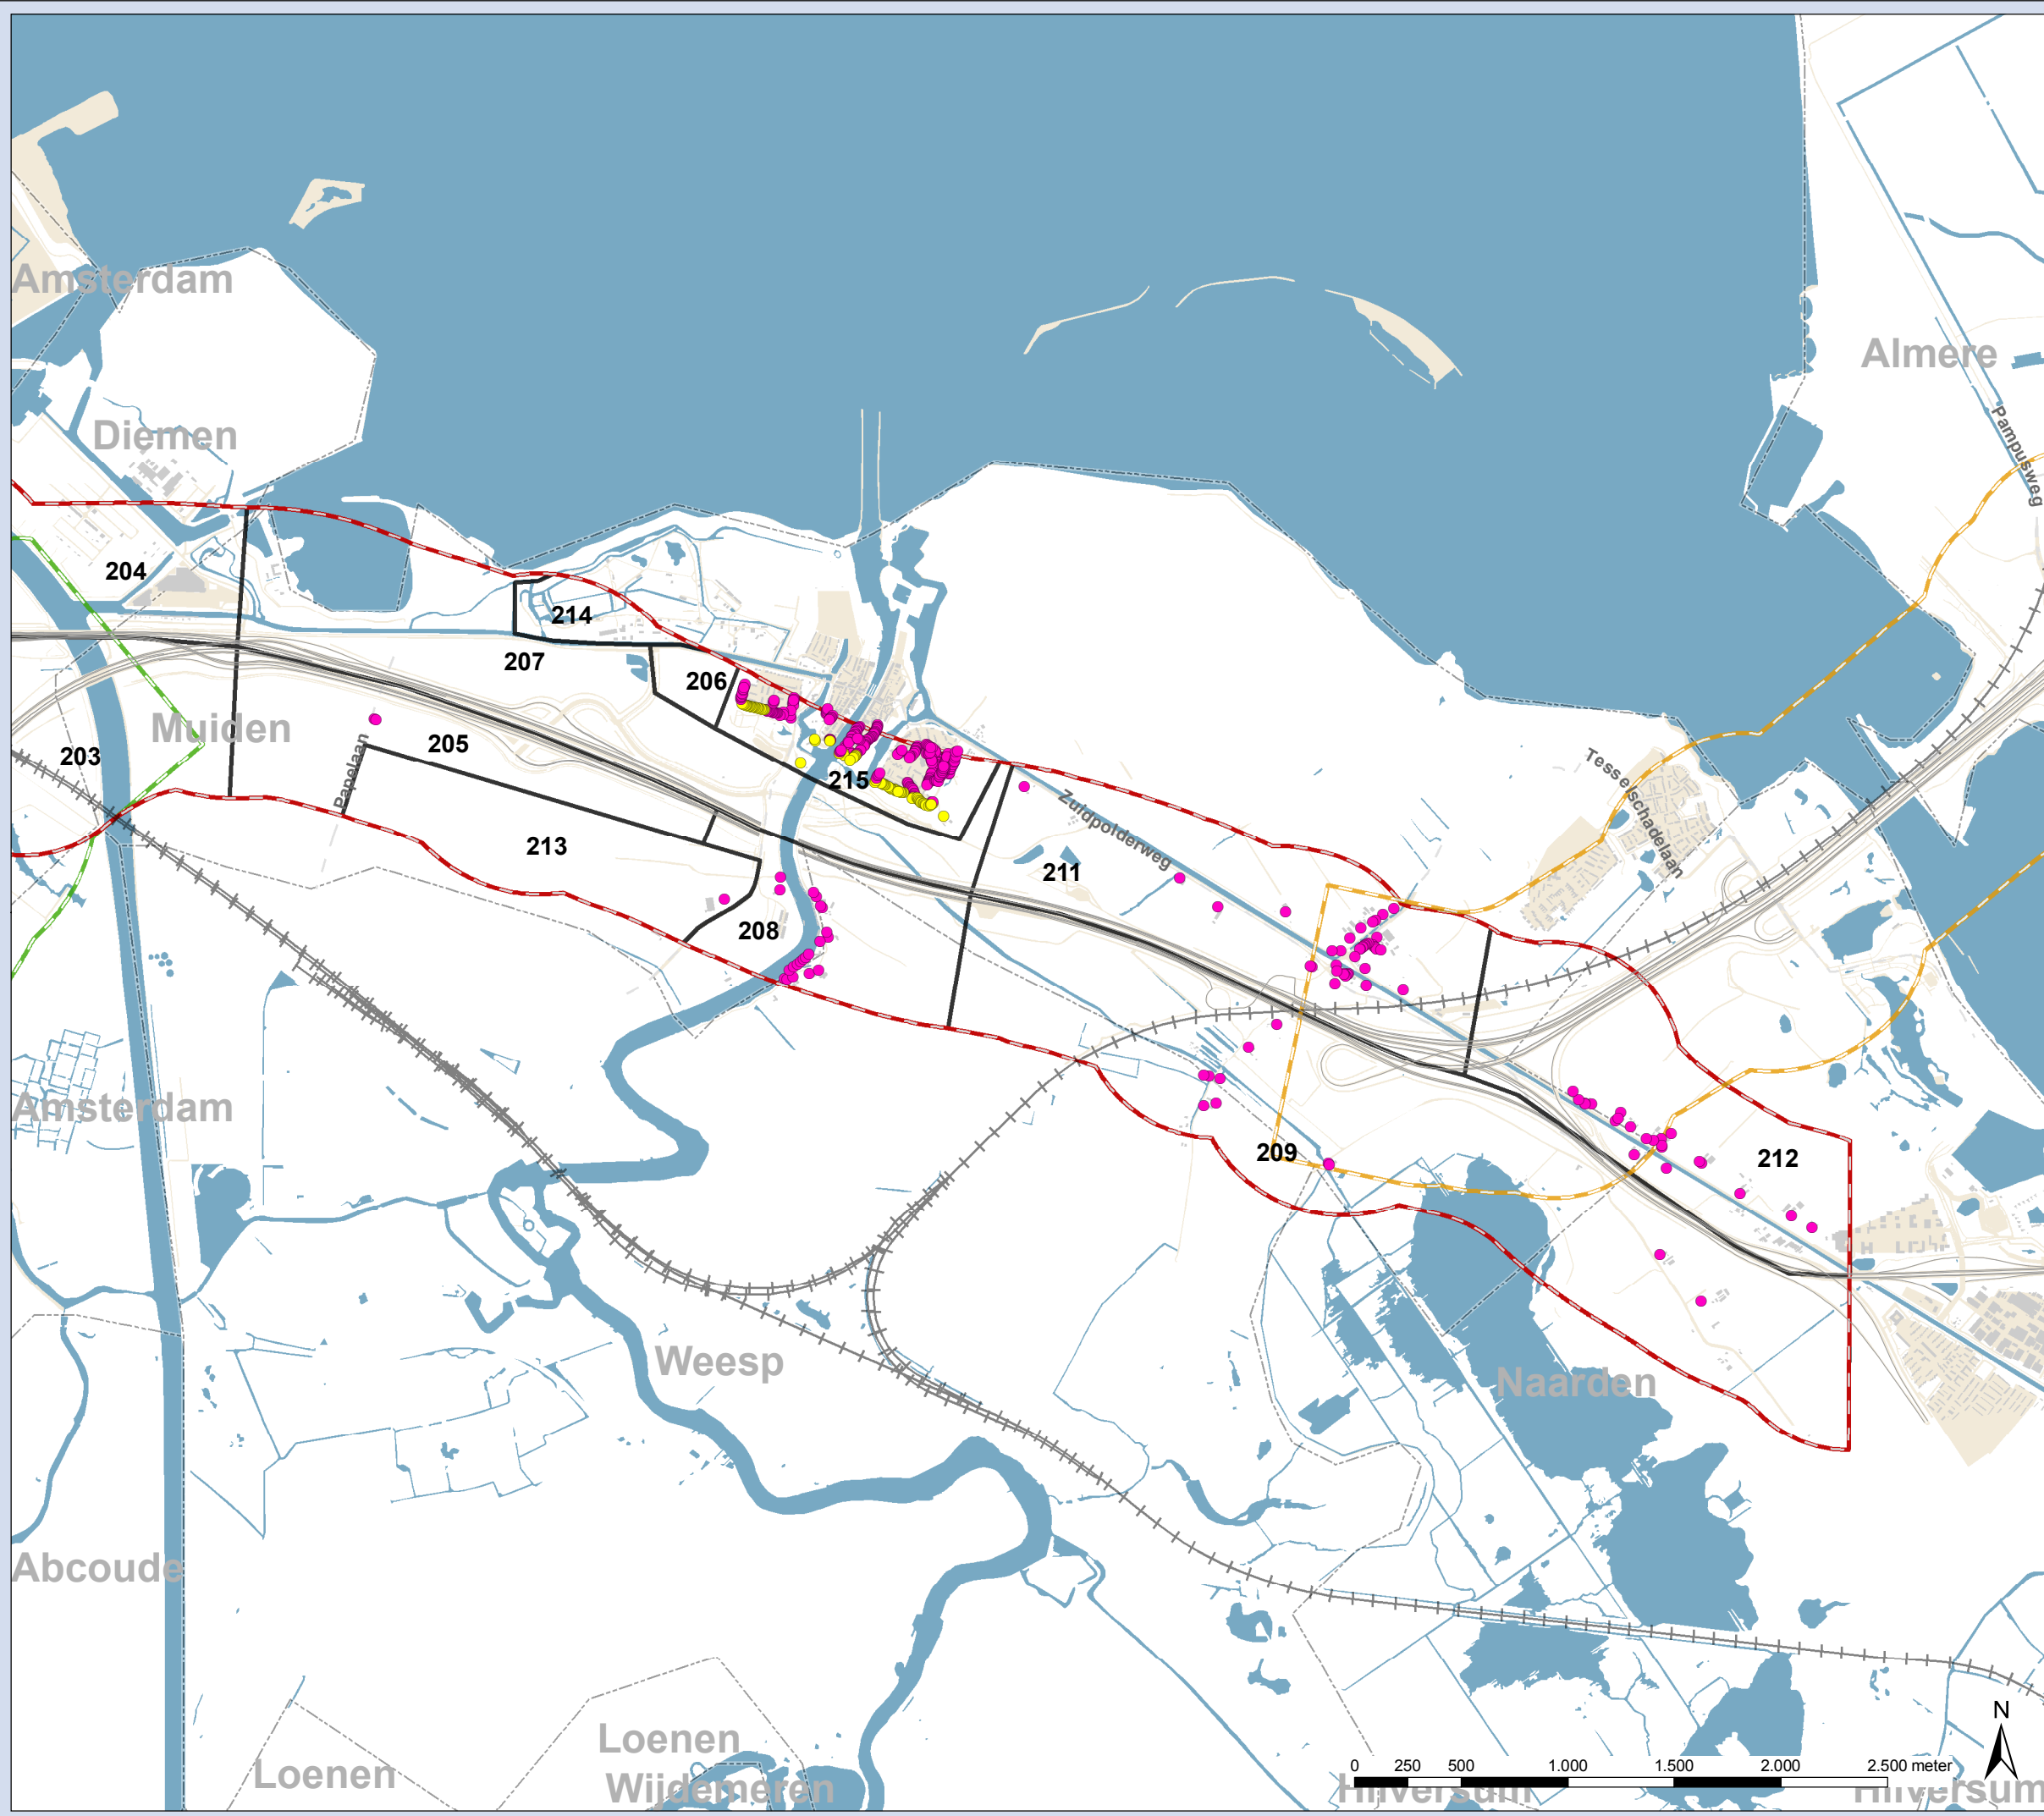 Amsterdam
Almere
Pampusweg
Diemen
204
214
207
206
Muiden
203
205
Papelaan
215
Tesselschadelaan
Zuidpolderweg
213
211
208
Amsterdam
209
212
Weesp
Naarden
Abcoude
N
Loenen
Loenen
Wijdemeren
0 250 500 1.000 1.500 2.000 2.500 meter
Hilversum
Hilversum